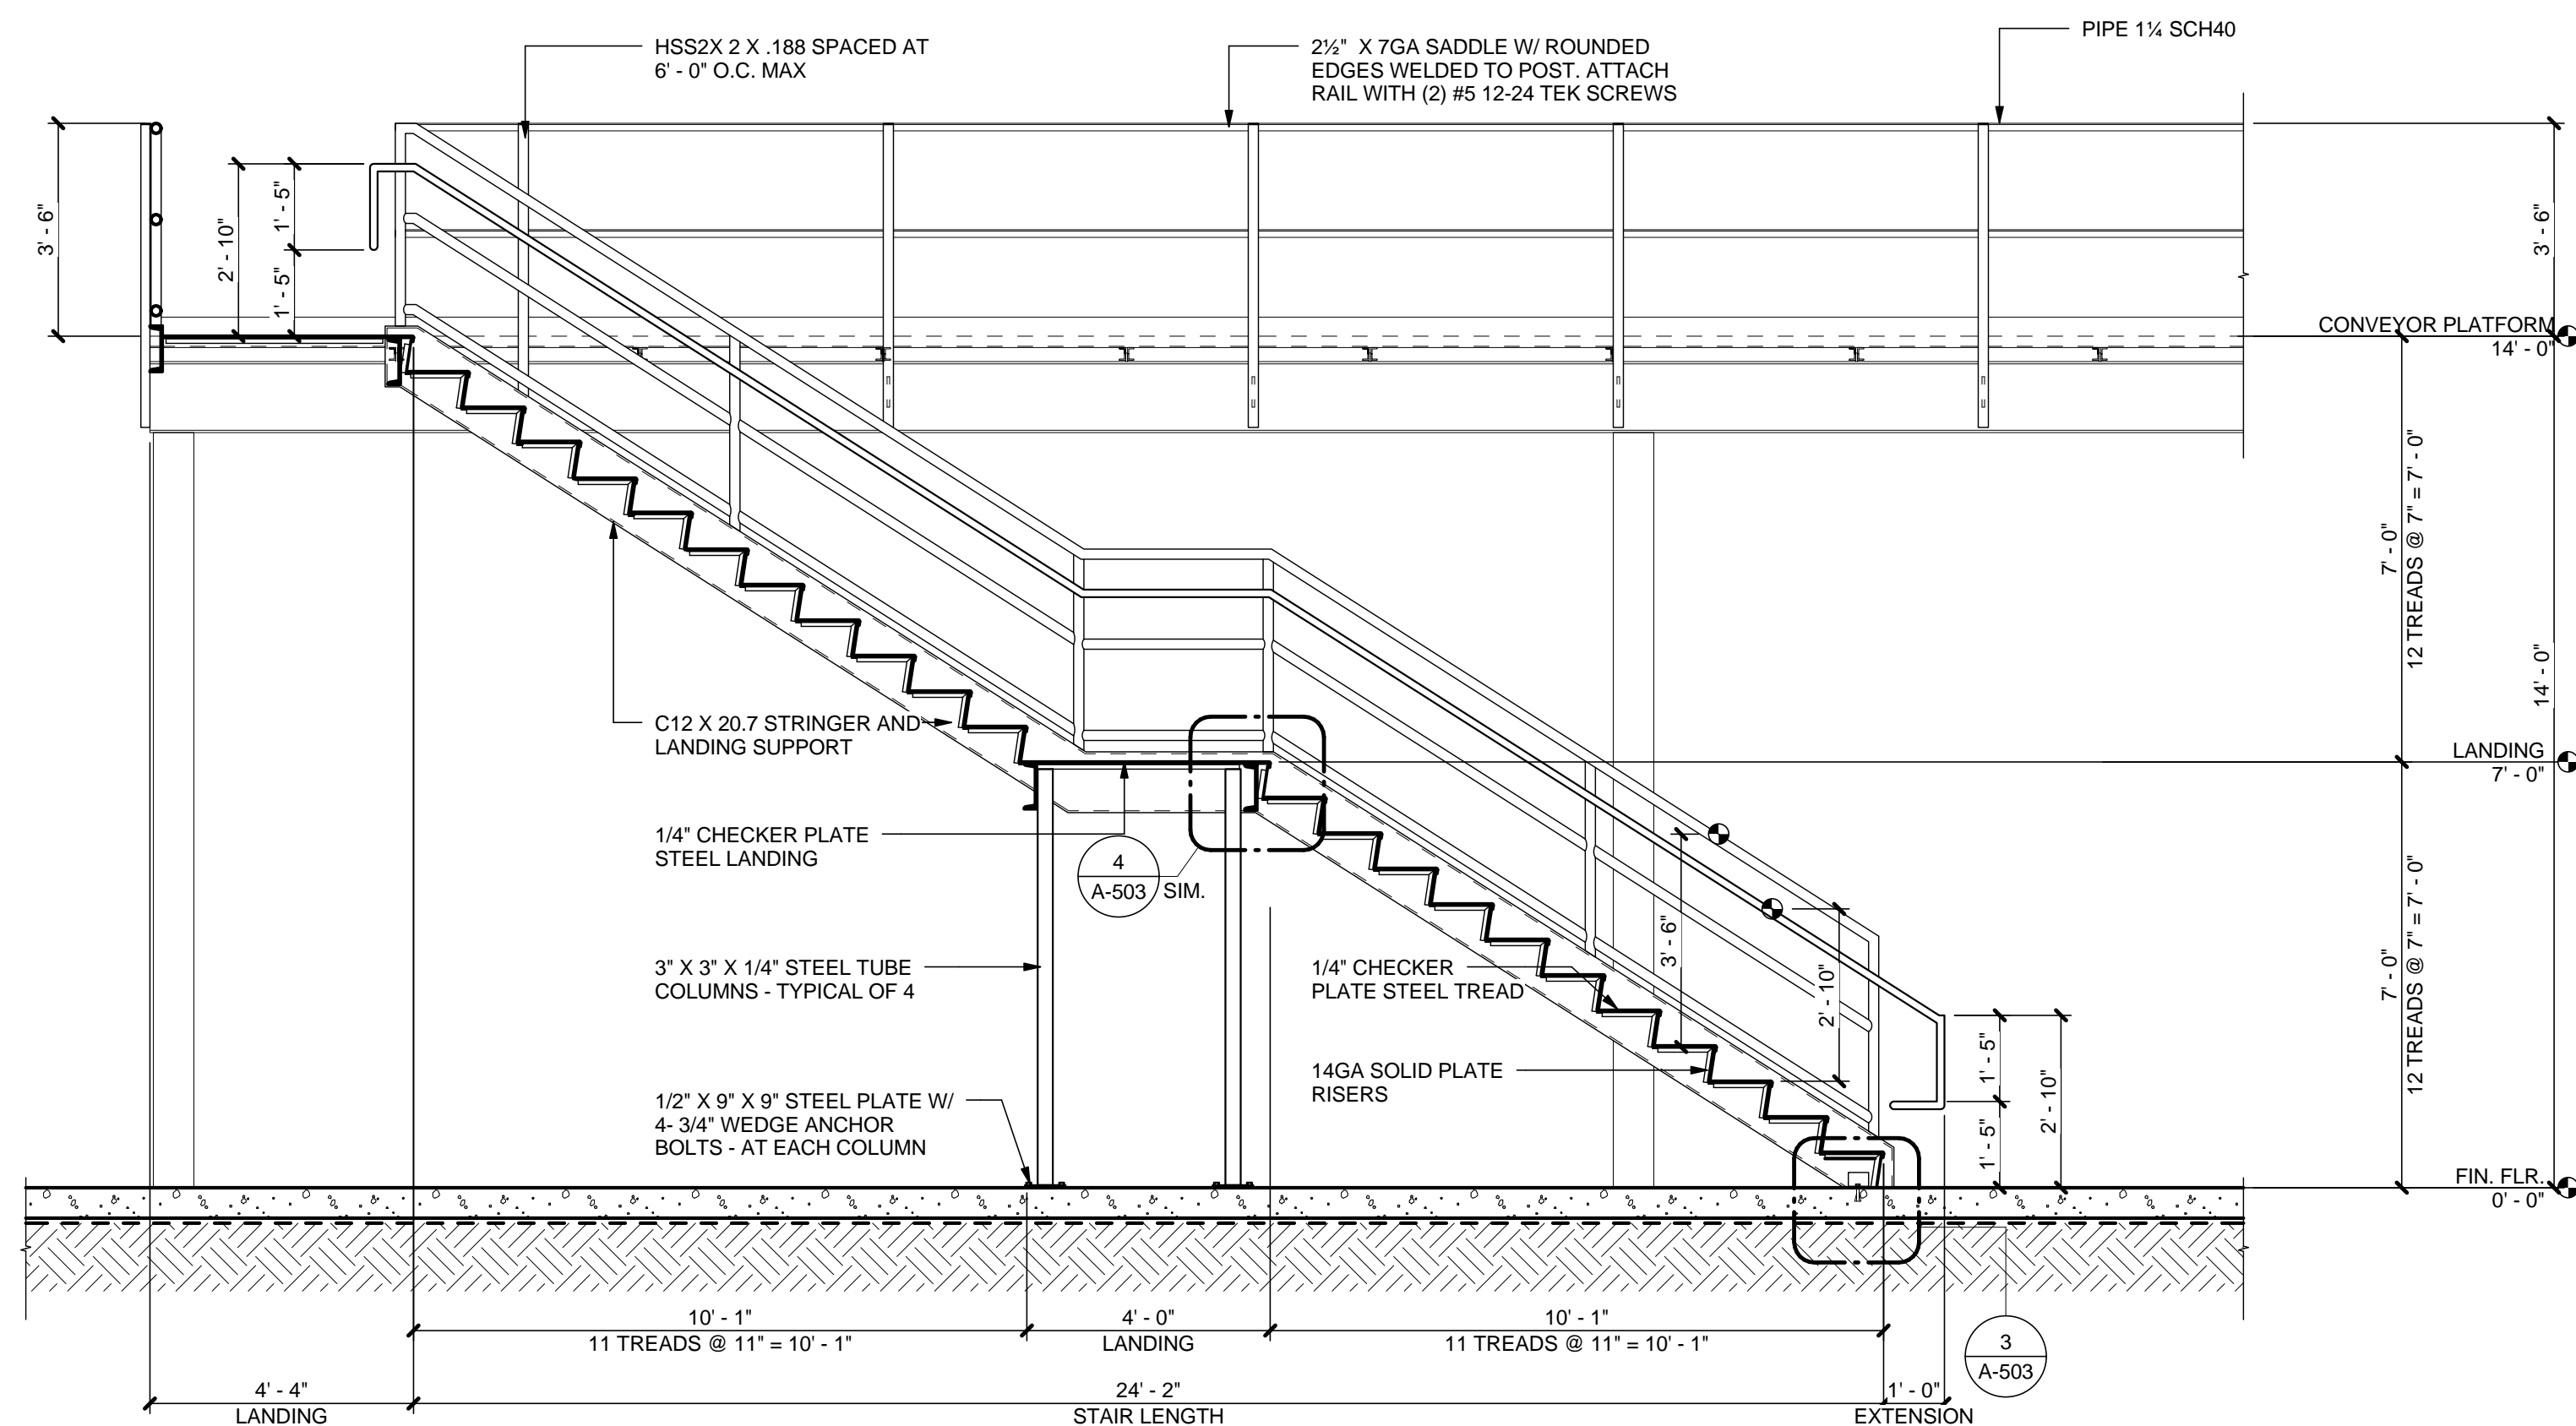 HSS2X 2 X .188 SPACED AT
6' - 0" O.C. MAX
2½" X 7GA SADDLE W/ ROUNDED
EDGES WELDED TO POST. ATTACH
RAIL WITH (2) #5 12-24 TEK SCREWS
PIPE 1¼ SCH40
3' - 6"
2' - 10"
1' - 5"
1' - 5"
3' - 6"
CONVEYOR PLATFORM
14' - 0"
7' - 0"
12 TREADS @ 7" = 7' - 0"
14' - 0"
C12 X 20.7 STRINGER AND
LANDING SUPPORT
LANDING
7' - 0"
1/4" CHECKER PLATE
STEEL LANDING
4
A-503
SIM.
3" X 3" X 1/4" STEEL TUBE
COLUMNS - TYPICAL OF 4
1/4" CHECKER
PLATE STEEL TREAD
3' - 6"
2' - 10"
7' - 0"
12 TREADS @ 7" = 7' - 0"
14GA SOLID PLATE
RISERS
1' - 5"
1' - 5"
2' - 10"
1/2" X 9" X 9" STEEL PLATE W/
4- 3/4" WEDGE ANCHOR
BOLTS - AT EACH COLUMN
FIN. FLR.
0' - 0"
10' - 1"
11 TREADS @ 11" = 10' - 1"
4' - 0"
LANDING
10' - 1"
11 TREADS @ 11" = 10' - 1"
3
A-503
4' - 4"
LANDING
24' - 2"
STAIR LENGTH
1' - 0"
EXTENSION